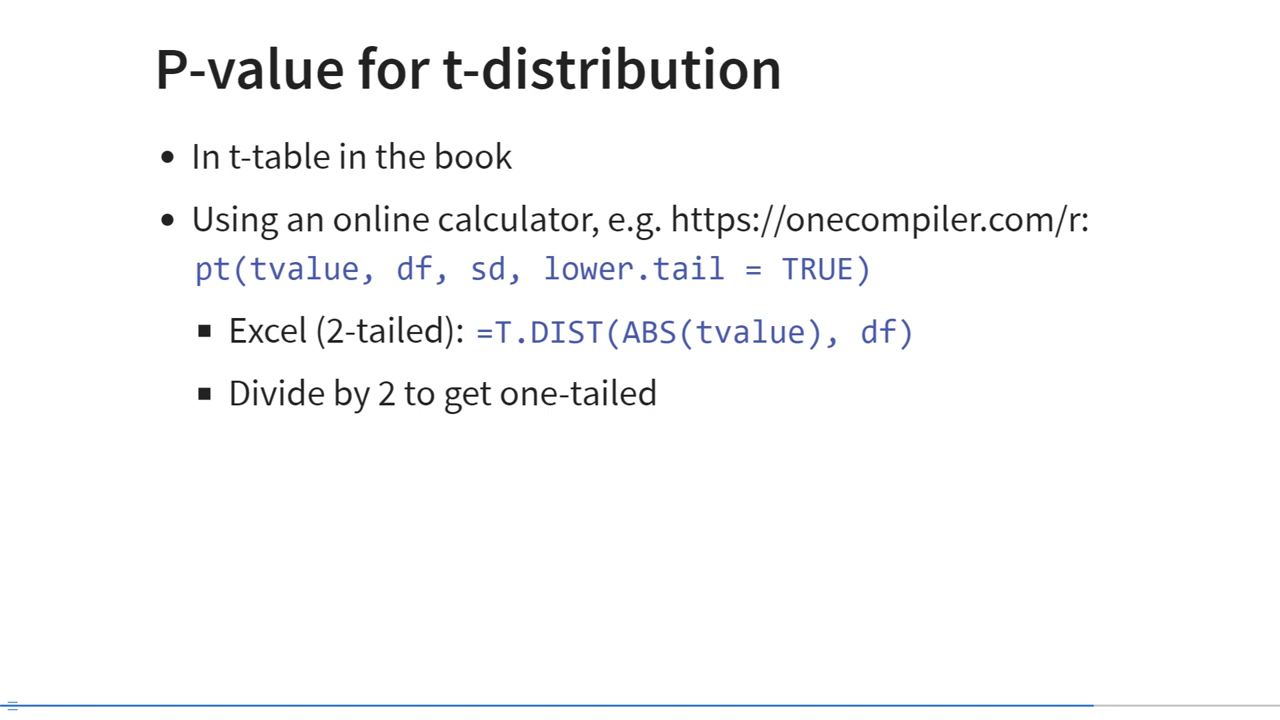 P-value for t-distribution
• In t-table in the book
• Using an online calculator, e.g. https://onecompiler.com/r:
pt(tvalue, df, sd, lower.tail = TRUE)
▪ Excel (2-tailed): =T.DIST(ABS(tvalue), df)
▪ Divide by 2 to get one-tailed